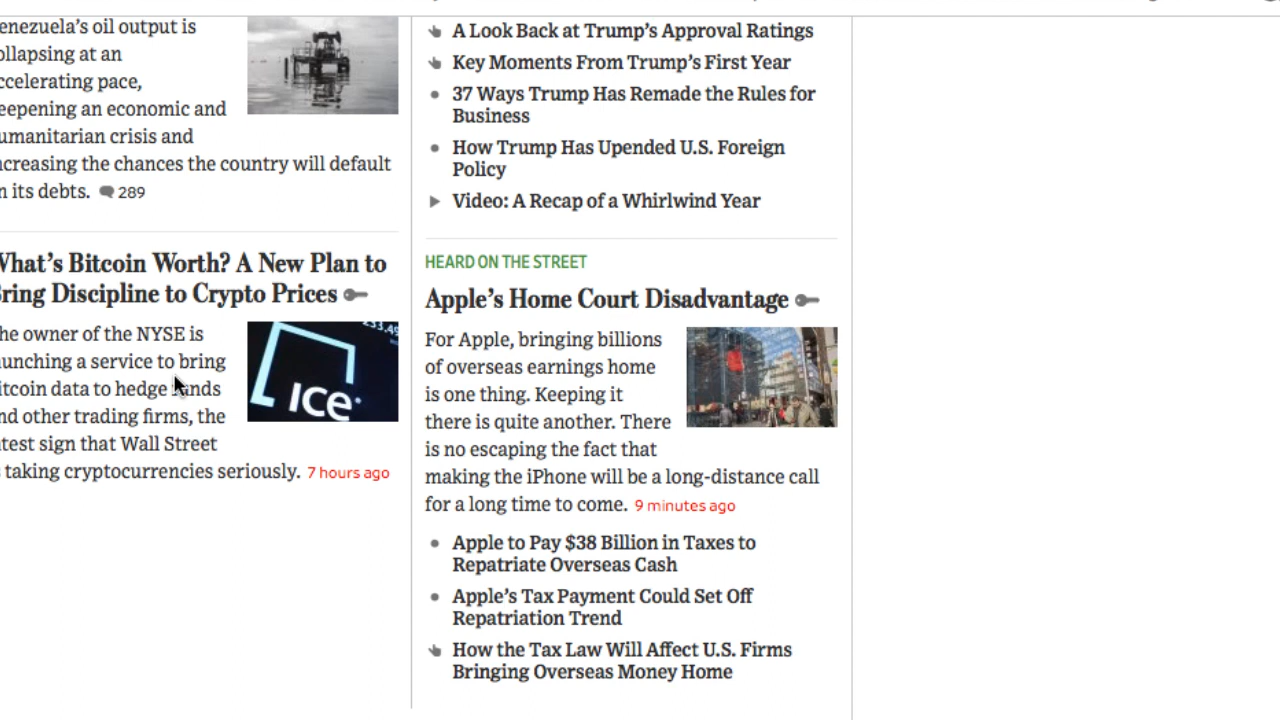 enezuela's oil output is
ollapsing at an
ccelerating pace,
eepening an economic and
umanitarian crisis and
ncreasing the chances the country will default
n its debts. 289
What's Bitcoin Worth? A New Plan to
ring Discipline to Crypto Prices
he owner of the NYSE is
unching a service to bring
itcoin data to hedge funds
nd other trading firms, the
test sign that Wall Street
taking cryptocurrencies seriously. 7 hours ago
ICE
A Look Back at Trump's Approval Ratings
Key Moments From Trump's First Year
37 Ways Trump Has Remade the Rules for
Business
How Trump Has Upended U.S. Foreign
Policy
Video: A Recap of a Whirlwind Year
HEARD ON THE STREET
Apple's Home Court Disadvantage
For Apple, bringing billions
of overseas earnings home
is one thing. Keeping it
there is quite another. There
is no escaping the fact that
making the iPhone will be a long-distance call
for a long time to come. 9 minutes ago
Apple to Pay $38 Billion in Taxes to
Repatriate Overseas Cash
Apple's Tax Payment Could Set Off
Repatriation Trend
How the Tax Law Will Affect U.S. Firms
Bringing Overseas Money Home